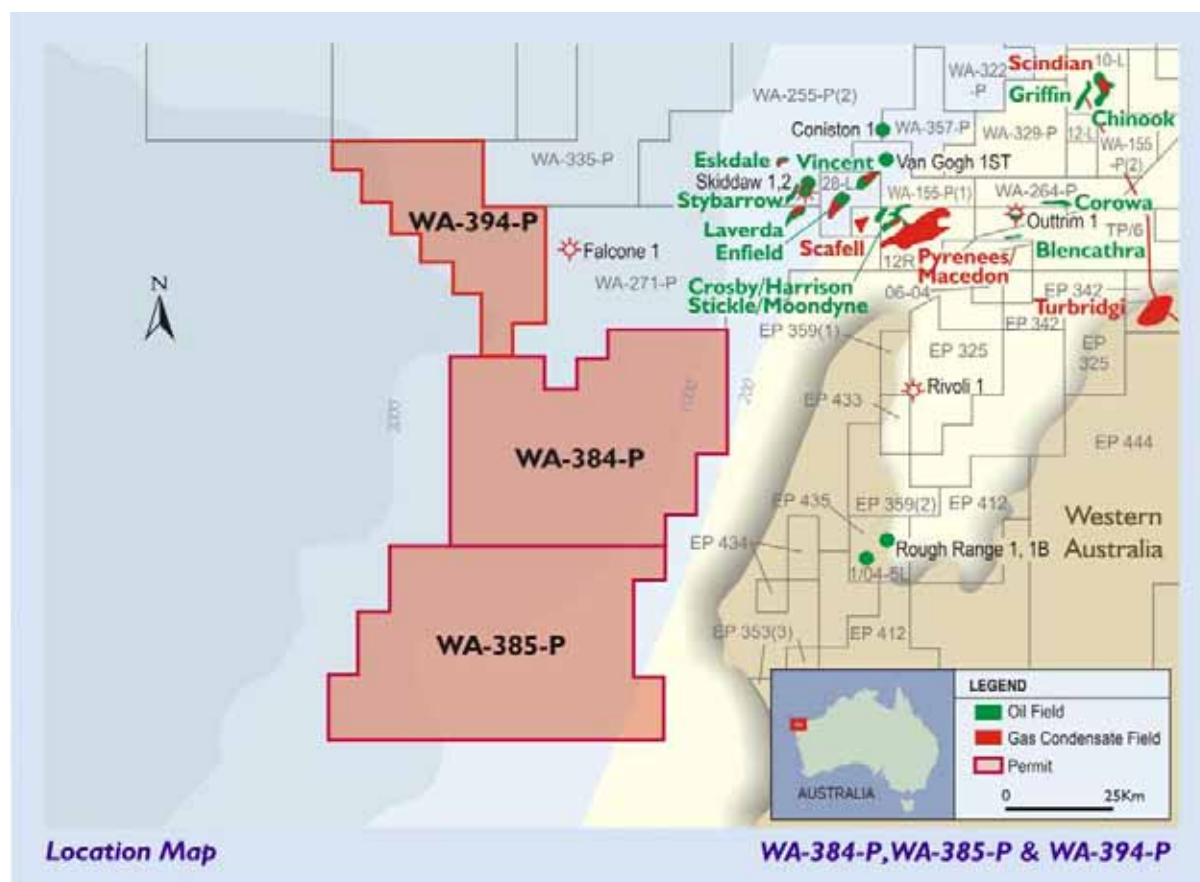 Scindian
10-L
WA-322
-P
WA-255-P(2)
Griffin
Coniston 1
WA-357-P
WA-329-P
12-L
Chinook
WA-155
-P(2)
WA-335-P
Eskdale
Vincent
Van Gogh 1ST
Skiddaw 1,2
28-L
WA-155-P(1)
WA-264-P
Stybarrow
Corowa
WA-394-P
Outtrim 1
TP/6
Laverda
Enfield
Scafell
Falcone 1
Pyrenees/
Macedon
Blencathra
12R
N
WA-271-P
Crosby/Harrison
Stickle/Moondyne
06-04
EP 342
Turbridgi
EP 359(1)
EP 342
EP 325
EP
325
Rivoli 1
1000
200
2000
EP 433
EP 444
WA-384-P
EP 435
EP 359(2)
EP 412
Western
Australia
EP 434
Rough Range 1, 1B
1/04-5L
EP 353(3)
EP 412
WA-385-P
LEGEND
Oil Field
Gas Condensate Field
Permit
0
25Km
AUSTRALIA
Location Map
WA-384-P,WA-385-P & WA-394-P